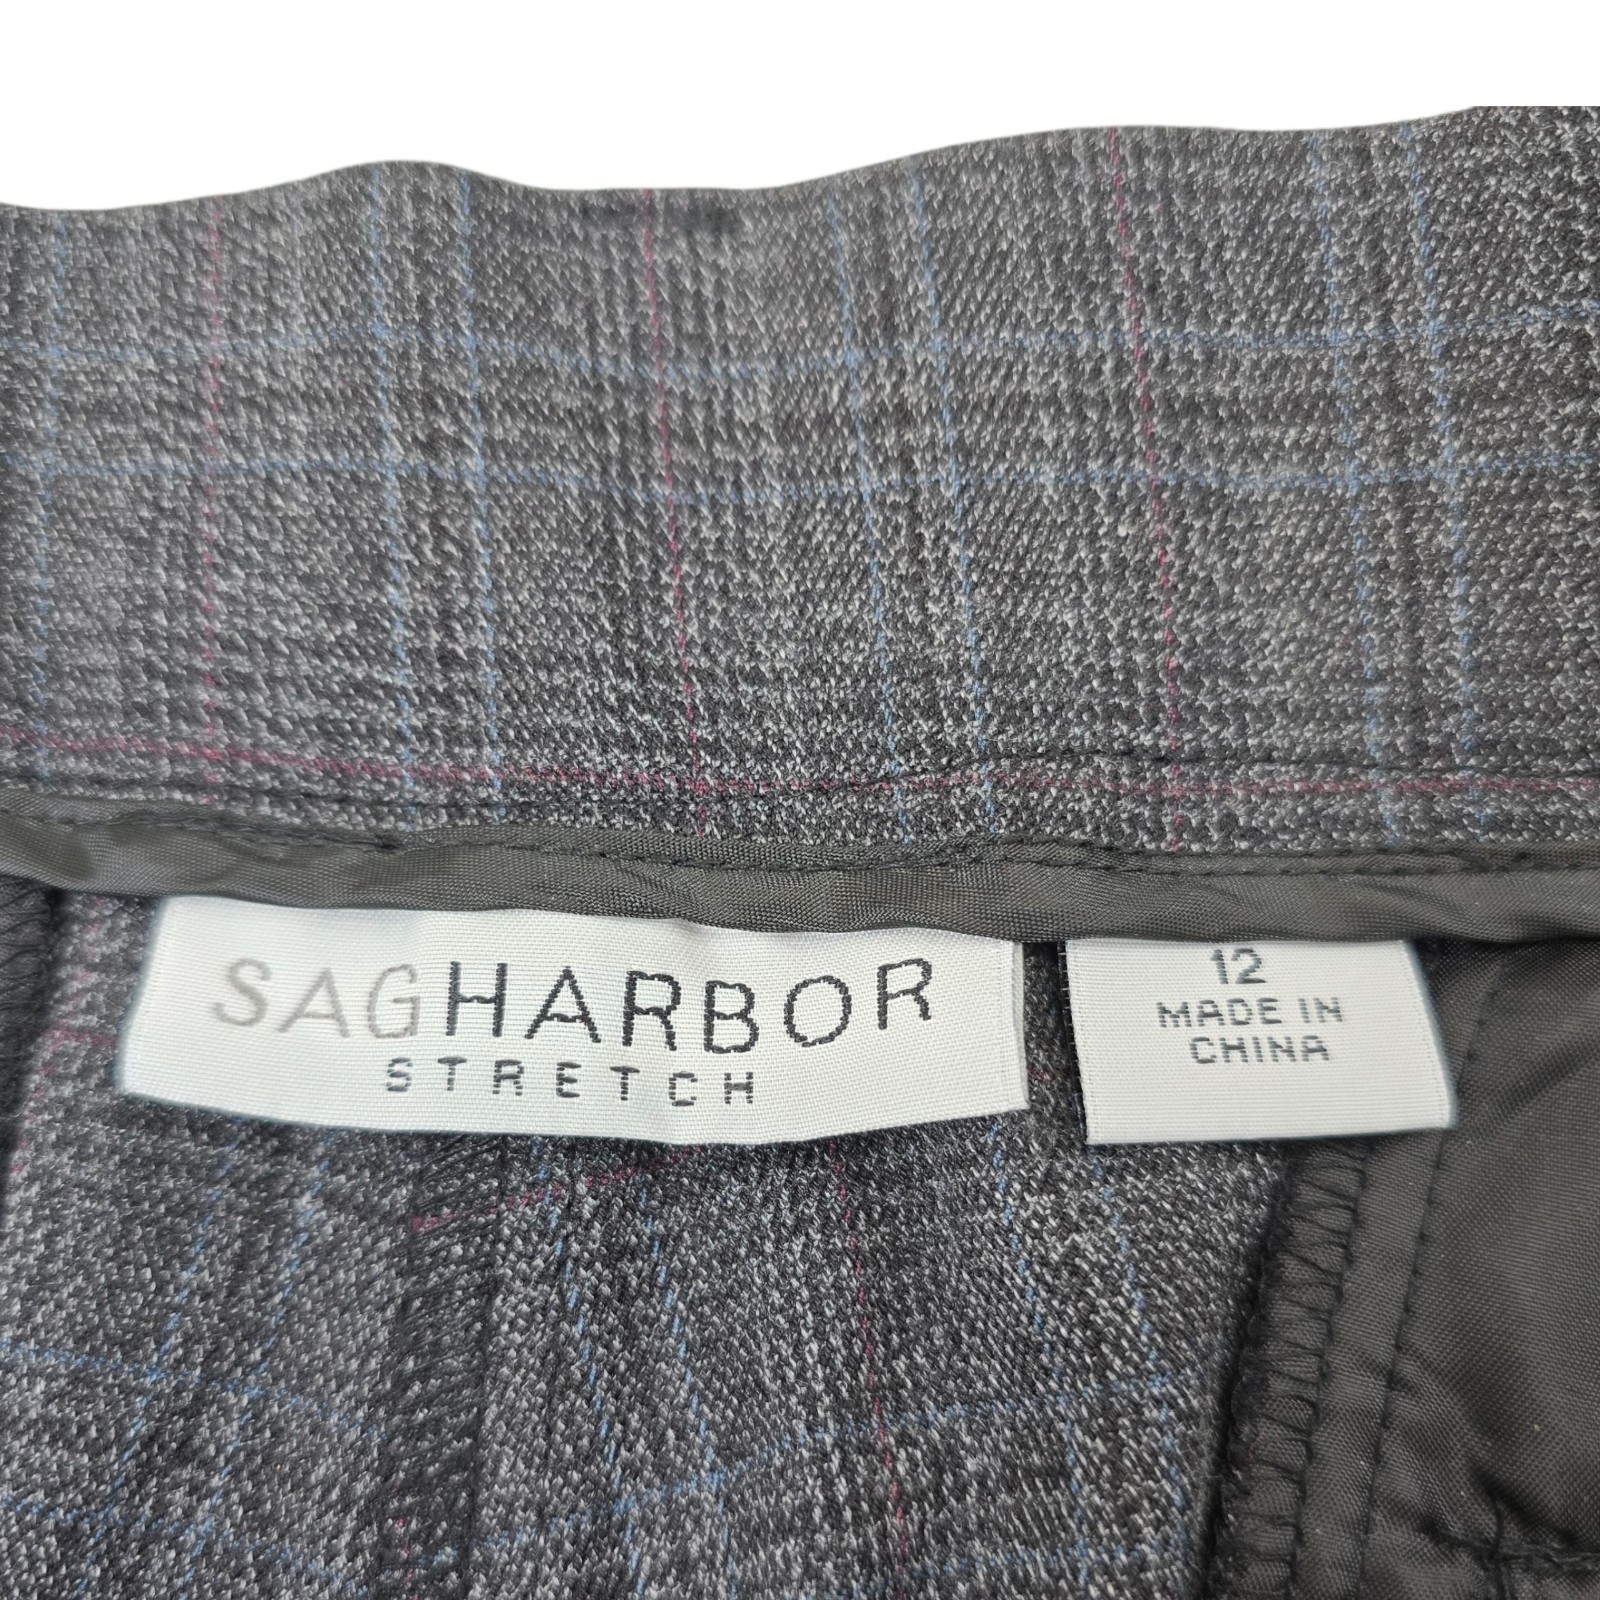 SAGHARBOR
STRETCH
12
MADE IN
CHINA